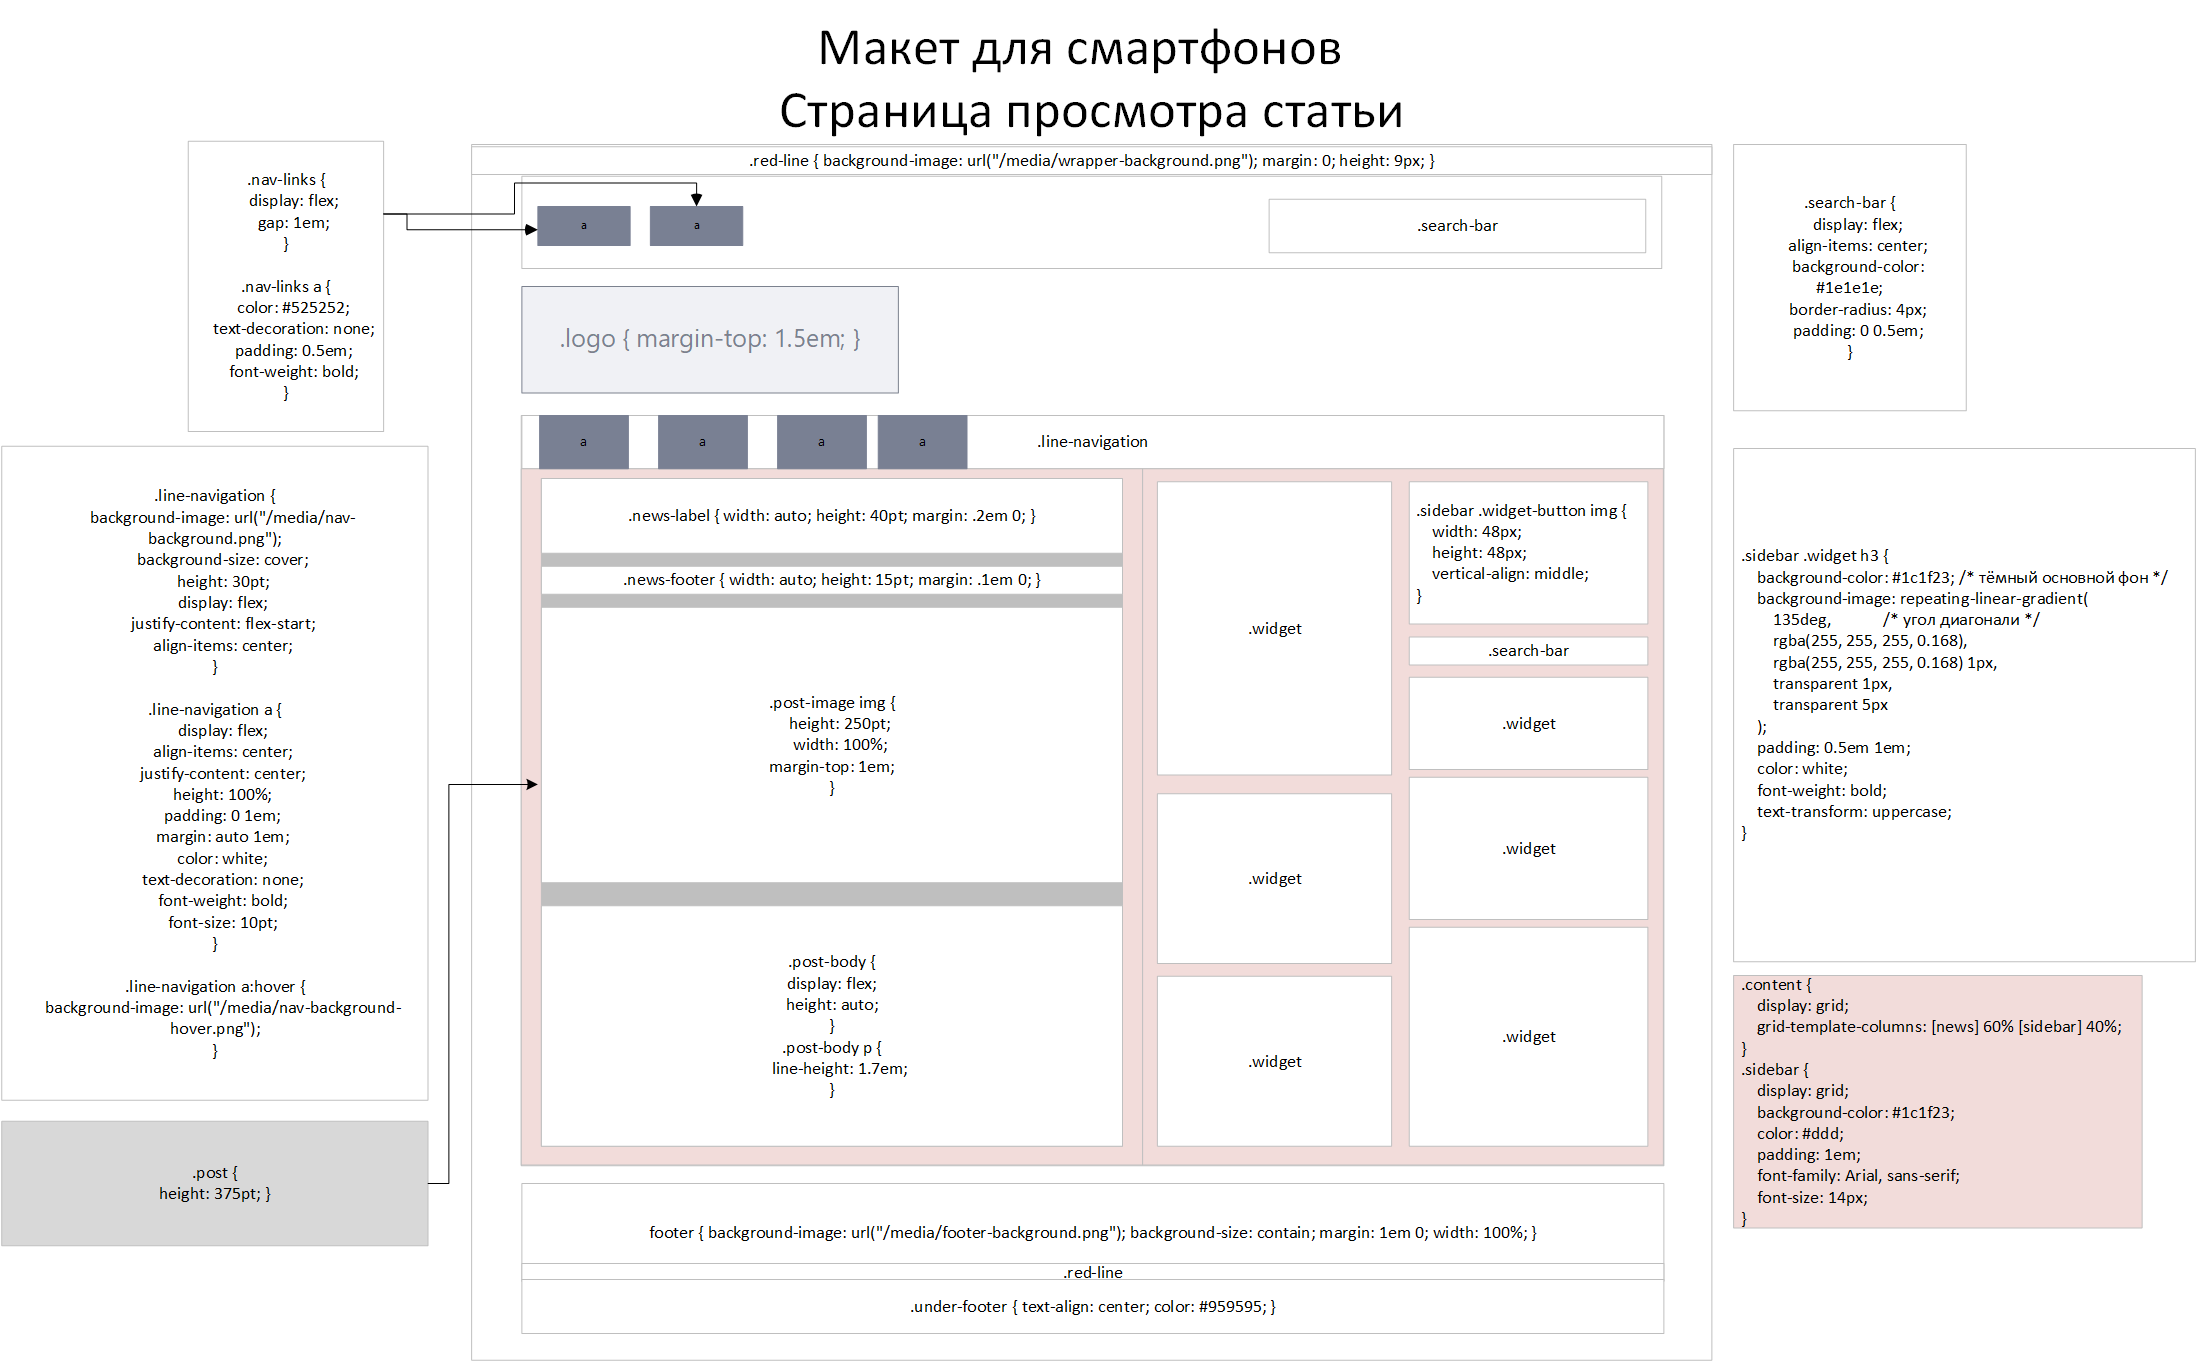 Макет для смартфонов
Страница просмотра статьи
.red-line { background-image: url("/media/wrapper-background.png"); margin: 0; height: 9px; }
.nav-links {
display: flex;
gap: 1em;
}
.nav-links a {
color: #525252;
text-decoration: none;
padding: 0.5em;
font-weight: bold;
}
a
a
.search-bar
.search-bar {
display: flex;
align-items: center;
background-color:
#1e1e1e;
border-radius: 4px;
padding: 0 0.5em;
}
.logo { margin-top: 1.5em; }
a
a
a
a
.line-navigation
.line-navigation {
background-image: url("/media/nav-
background.png");
background-size: cover;
height: 30pt;
display: flex;
justify-content: flex-start;
align-items: center;
}
.line-navigation a {
display: flex;
align-items: center;
justify-content: center;
height: 100%;
padding: 0 1em;
margin: auto 1em;
color: white;
text-decoration: none;
font-weight: bold;
font-size: 10pt;
}
.line-navigation a:hover {
background-image: url("/media/nav-background-
hover.png");
}
.post {
height: 375pt; }
.news-label { width: auto; height: 40pt; margin: .2em 0; }
.news-footer { width: auto; height: 15pt; margin: .1em 0; }
.post-image img {
height: 250pt;
width: 100%;
margin-top: 1em;
}
.post-body {
display: flex;
height: auto;
}
.post-body p {
line-height: 1.7em;
}
.widget
.widget
.widget
.sidebar .widget-button img {
width: 48px;
height: 48px;
vertical-align: middle;
}
.search-bar
.widget
.widget
.widget
.sidebar .widget h3 {
background-color: #1c1f23; /* тёмный основной фон */
background-image: repeating-linear-gradient(
135deg, /* угол диагонали */
rgba(255, 255, 255, 0.168),
rgba(255, 255, 255, 0.168) 1px,
transparent 1px,
transparent 5px
);
padding: 0.5em 1em;
color: white;
font-weight: bold;
text-transform: uppercase;
}
.content {
display: grid;
grid-template-columns: [news] 60% [sidebar] 40%;
}
.sidebar {
display: grid;
background-color: #1c1f23;
color: #ddd;
padding: 1em;
font-family: Arial, sans-serif;
font-size: 14px;
}
footer { background-image: url("/media/footer-background.png"); background-size: contain; margin: 1em 0; width: 100%; }
.red-line
.under-footer { text-align: center; color: #959595; }